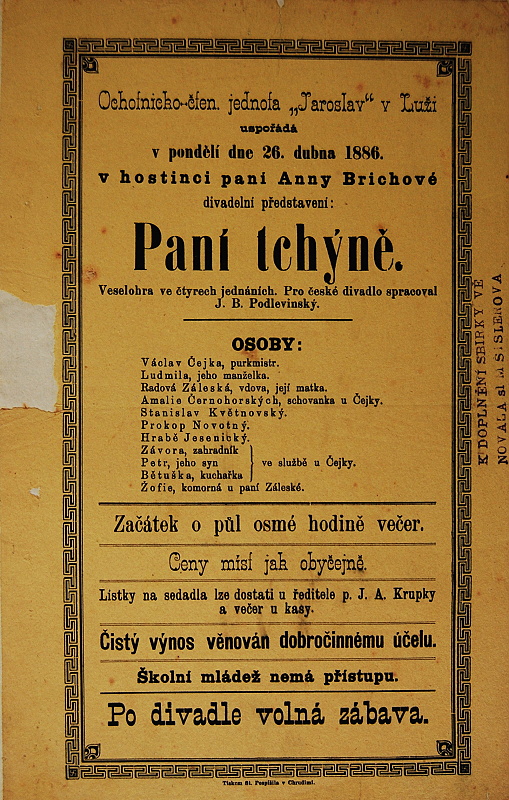 Ochotnicko-čten. jednota „Jaroslav“ v Luži
uspořádá
v pondělí dne 26. dubna 1886.
v hostinci paní Anny Brichové
divadelní představení:
Paní tchýně.
Veselohra ve čtyrech jednáních. Pro české divadlo spracoval
J. B. Podlevinský.
OSOBY:
Václav Čejka, purkmistr.
Ludmila, jeho manželka.
Radová Záleská, vdova, její matka.
Amalie Černohorských, schovanka u Čejky.
Stanislav Květnovský.
Prokop Novotný.
Hrabě Jesenický.
Závora, zahradník
Petr, jeho syn
ve službě u Čejky.
Bětuška, kuchařka
Žofie, komorná u paní Záleské.
Začátek o půl osmé hodině večer.
Ceny mísí jak obyčejně.
Lístky na sedadla lze dostati u ředitele p. J. A. Krupky
a večer u kasy.
Čistý výnos věnován dobročinnému účelu.
Školní mládež nemá přístupu.
Po divadle volná zábava.
Tiskem St. Pospíšila v Chrudimi.
K DOPLNĚNÍ SBÍRKY VĚ
NOVALA sl. M. SISLEROVA